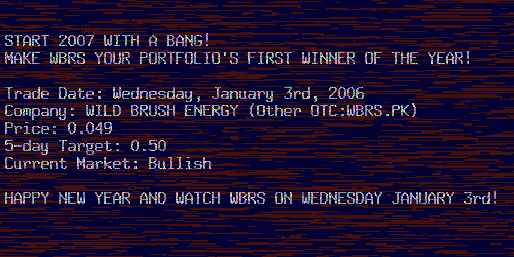 START 2007 WITH A BANG!
MAKE WBRS YOUR PORTFOLIO'S FIRST WINNER OF THE YEAR!
Trade Date: Wednesday, January 3rd, 2006
Company: WILD BRUSH ENERGY (Other OTC:WBRS.PK)
Price: 0.049
5-day Target: 0.50
Current Market: Bullish
HAPPY NEW YEAR AND WATCH WBRS ON WEDNESDAY JANUARY 3rd!